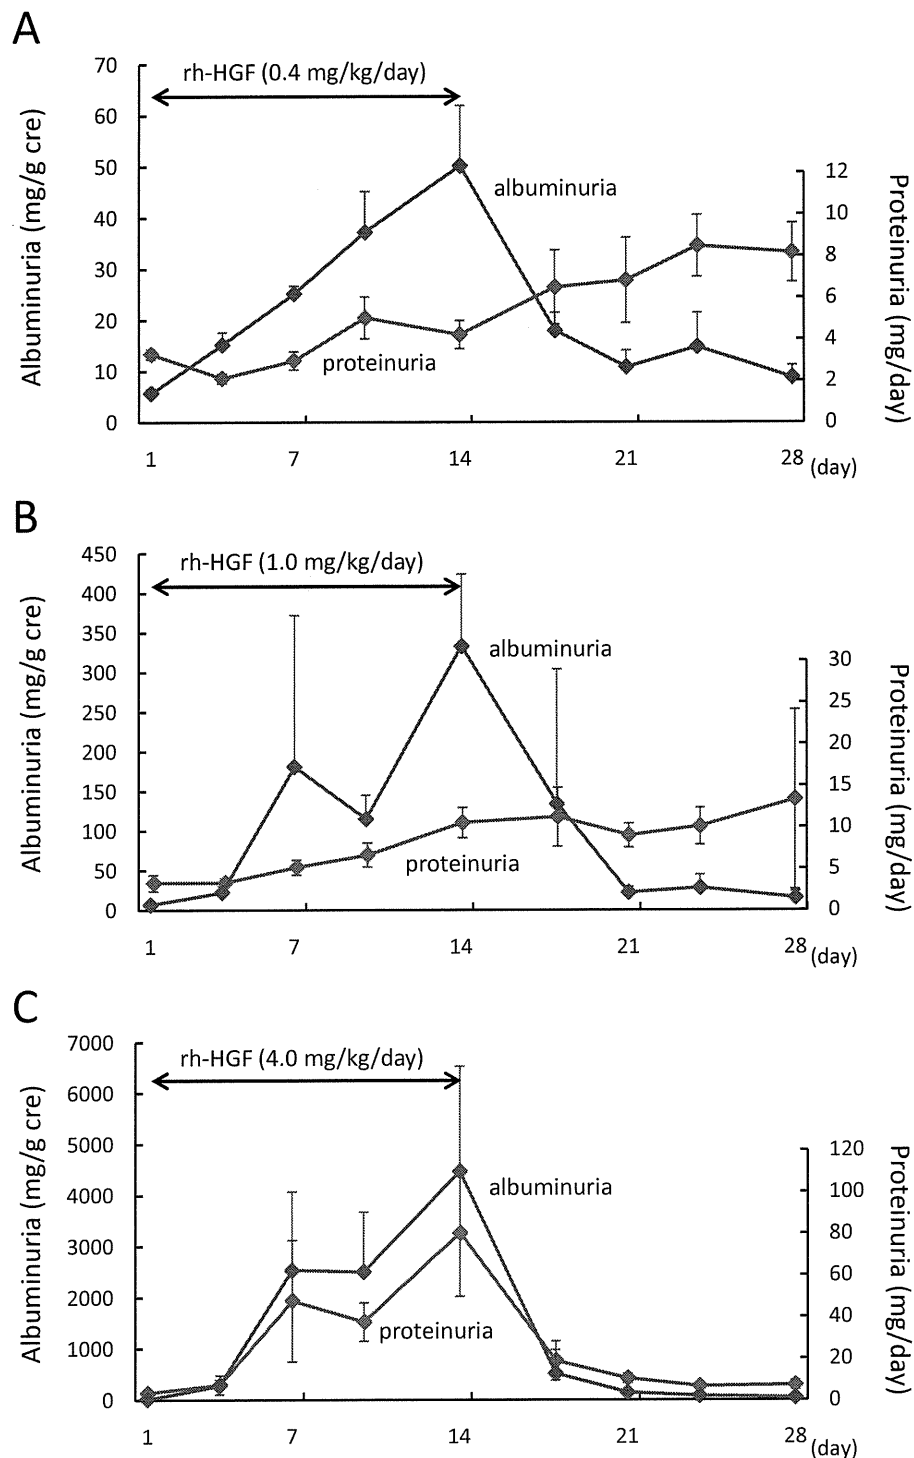 A
rh-HGF (0.4 mg/kg/day)
Albuminuria (mg/g cre)
70
60
50
40
30
20
10
0
albuminuria
proteinuria
12
10
8
6
4
2
0
Proteinuria (mg/day)
1 7 14 21 28 (day)
B
rh-HGF (1.0 mg/kg/day)
Albuminuria (mg/g cre)
450
400
350
300
250
200
150
100
50
0
albuminuria
proteinuria
30
25
20
15
10
5
0
Proteinuria (mg/day)
1 7 14 21 28 (day)
C
rh-HGF (4.0 mg/kg/day)
Albuminuria (mg/g cre)
7000
6000
5000
4000
3000
2000
1000
0
albuminuria
proteinuria
120
100
80
60
40
20
0
Proteinuria (mg/day)
1 7 14 21 28 (day)